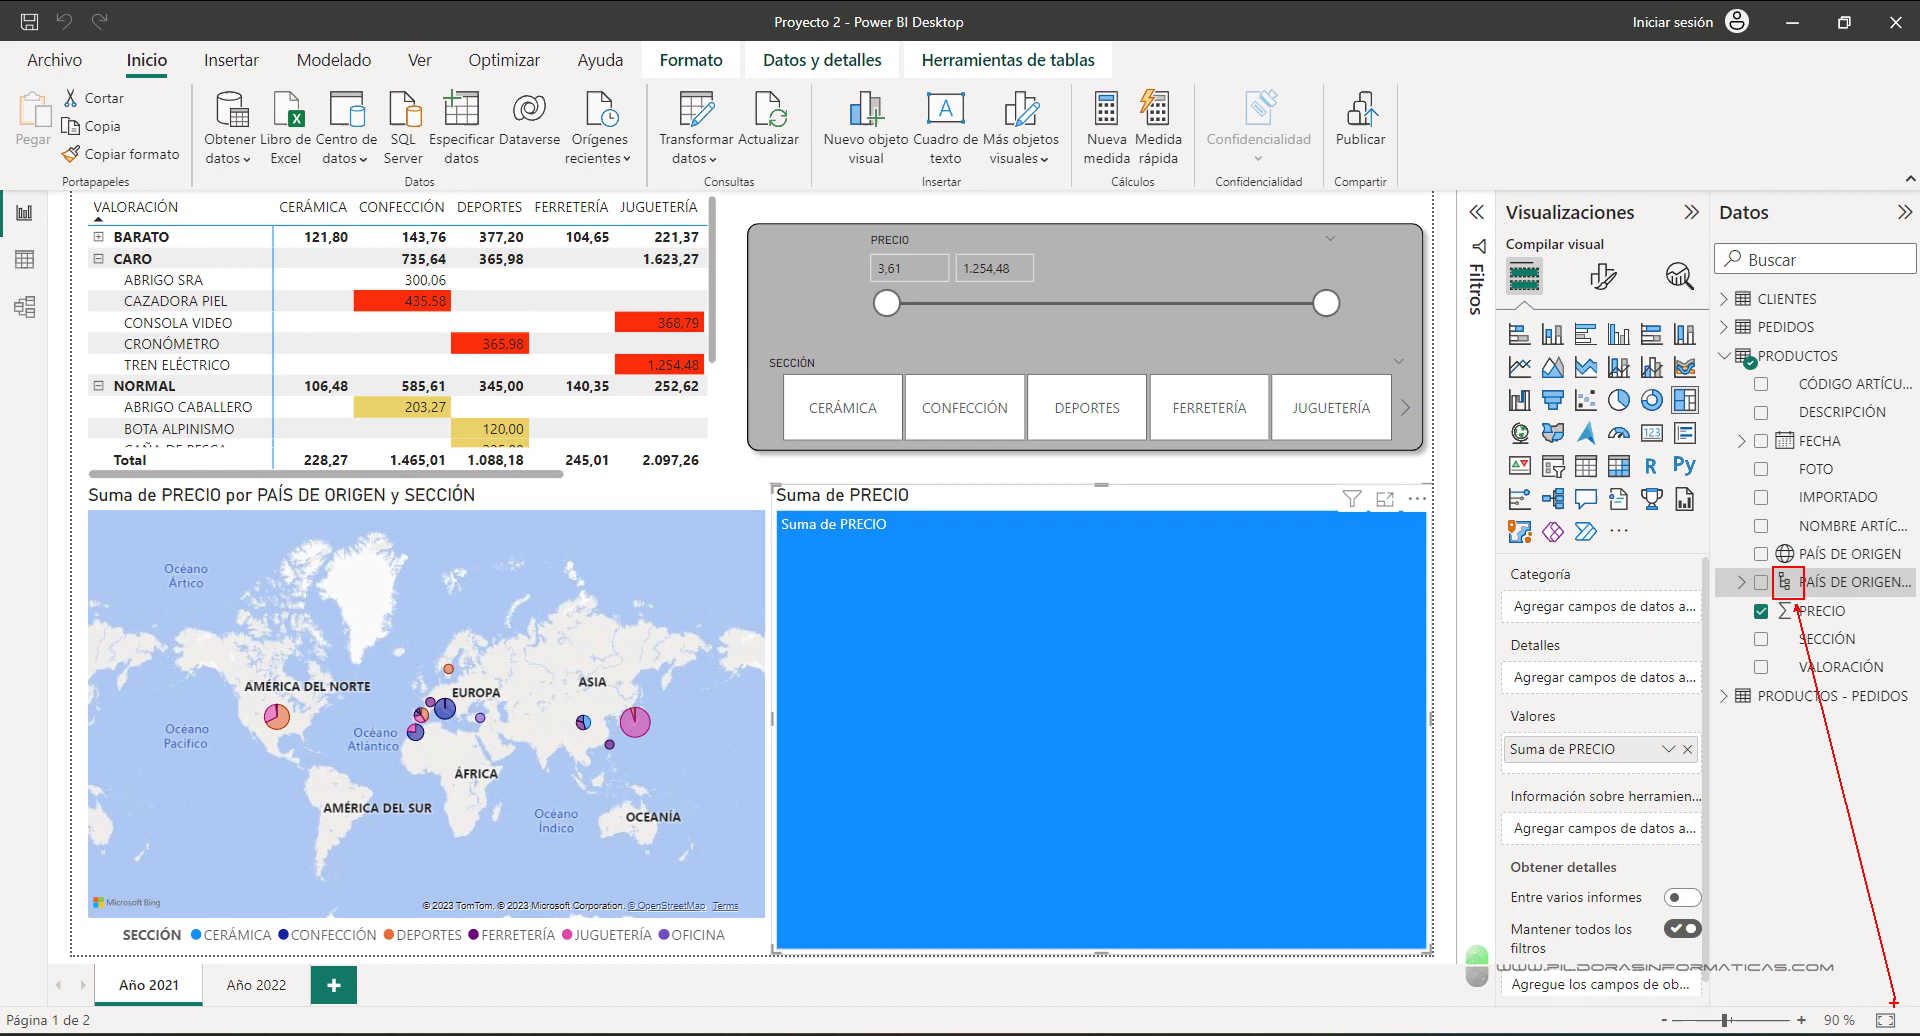 Proyecto 2 - Power BI Desktop
Iniciar sesión
Archivo Inicio Insertar Modelado Ver Optimizar Ayuda Formato Datos y detalles Herramientas de tablas
Pegar
Cortar
Copia
Copiar formato
Portapapeles
Obtener datos
Libro de Excel
Centro de datos
SQL Server
Especificar datos
Dataverse
Orígenes recientes
Datos
Transformar datos
Actualizar
Consultas
Nuevo objeto visual
Cuadro de texto
Más objetos visuales
Insertar
Nueva medida
Medida rápida
Cálculos
Confidencialidad
Confidencialidad
Publicar
Compartir
VALORACIÓN CERÁMICA CONFECCIÓN DEPORTES FERRETERÍA JUGUETERÍA
BARATO 121,80 143,76 377,20 104,65 221,37
CARO 735,64 365,98 1.623,27
ABRIGO SRA 300,06
CAZADORA PIEL 435,58
CONSOLA VIDEO 368,79
CRONÓMETRO 365,98
TREN ELÉCTRICO 1.254,48
NORMAL 106,48 585,61 345,00 140,35 252,62
ABRIGO CABALLERO 203,27
BOTA ALPINISMO 120,00
Total 228,27 1.465,01 1.088,18 245,01 2.097,26
PRECIO
3,61 1.254,48
SECCIÓN
CERÁMICA CONFECCIÓN DEPORTES FERRETERÍA JUGUETERÍA
Suma de PRECIO por PAÍS DE ORIGEN y SECCIÓN
Océano Ártico
AMÉRICA DEL NORTE
EUROPA
ASIA
Océano Pacífico
Océano Atlántico
ÁFRICA
AMÉRICA DEL SUR
Océano Índico
OCEANÍA
Microsoft Bing
© 2023 TomTom, © 2023 Microsoft Corporation, © OpenStreetMap Terms
SECCIÓN CERÁMICA CONFECCIÓN DEPORTES FERRETERÍA JUGUETERÍA OFICINA
Suma de PRECIO
Suma de PRECIO
Filtros
Visualizaciones
Compilar visual
123
R
Py
Categoría
Agregar campos de datos a...
Detalles
Agregar campos de datos a...
Valores
Suma de PRECIO
Información sobre herramien...
Agregar campos de datos a...
Obtener detalles
Entre varios informes
Mantener todos los filtros
Agregue los campos de ob...
Datos
Buscar
CLIENTES
PEDIDOS
PRODUCTOS
CÓDIGO ARTÍCU...
DESCRIPCIÓN
FECHA
FOTO
IMPORTADO
NOMBRE ARTÍC...
PAÍS DE ORIGEN
PAÍS DE ORIGEN...
PRECIO
SECCIÓN
VALORACIÓN
PRODUCTOS - PEDIDOS
WWW.PILDORASINFORMATICAS.COM
Año 2021 Año 2022
Página 1 de 2
90 %